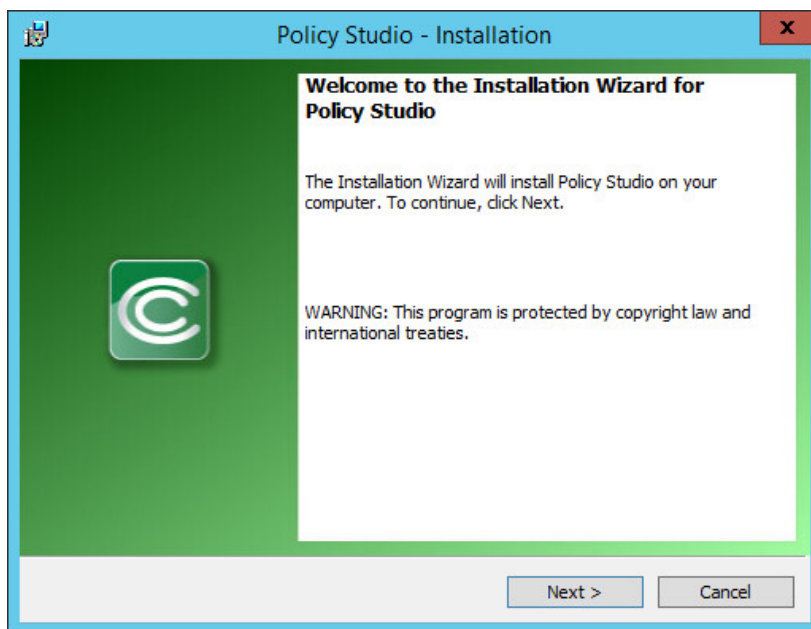 Policy Studio - Installation
x
Welcome to the Installation Wizard for
Policy Studio
The Installation Wizard will install Policy Studio on your
computer. To continue, click Next.
WARNING: This program is protected by copyright law and
international treaties.
Next >
Cancel